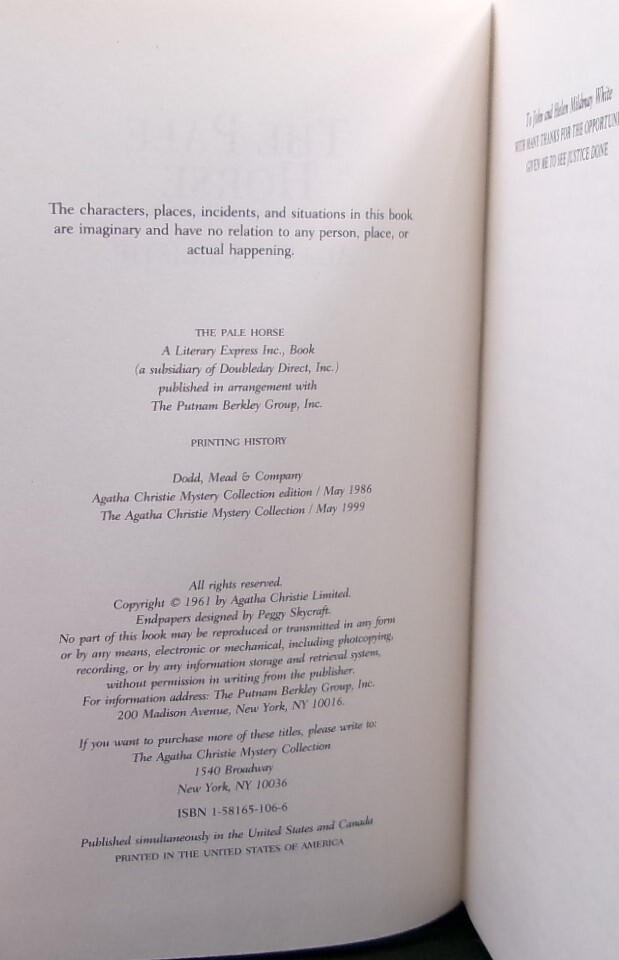 The characters, places, incidents, and situations in this book
are imaginary and have no relation to any person, place, or
actual happening.
THE PALE HORSE
A Literary Express Inc., Book
(a subsidiary of Doubleday Direct, Inc.)
published in arrangement with
The Putnam Berkley Group, Inc.
PRINTING HISTORY
Dodd, Mead & Company
Agatha Christie Mystery Collection edition / May 1986
The Agatha Christie Mystery Collection / May 1999
All rights reserved.
Copyright © 1961 by Agatha Christie Limited.
Endpapers designed by Peggy Skycraft.
No part of this book may be reproduced or transmitted in any form
or by any means, electronic or mechanical, including photcopying,
recording, or by any information storage and retrieval system,
without permission in writing from the publisher.
For information address: The Putnam Berkley Group, Inc.
200 Madison Avenue, New York, NY 10016.
If you want to purchase more of these titles, please write to:
The Agatha Christie Mystery Collection
1540 Broadway
New York, NY 10036
ISBN 1-58165-106-6
Published simultaneously in the United States and Canada
PRINTED IN THE UNITED STATES OF AMERICA
To John and Helen Mildmay White
WITH MANY THANKS FOR THE OPPORTUN
GIVEN ME TO SEE JUSTICE DONE